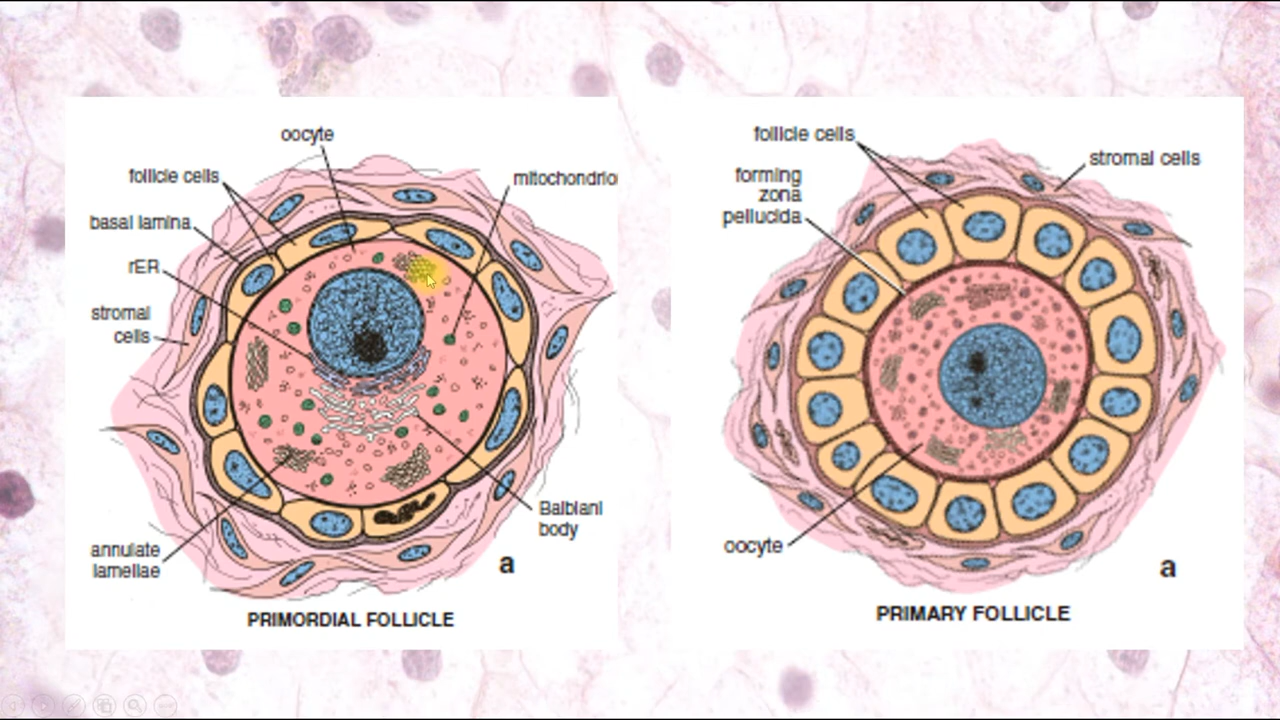 oocyte
follicle cells
mitochondrio
basal lamina
rER
stromal
cells
Balbiani
body
annulate
lamellae
a
PRIMORDIAL FOLLICLE
follicle cells
stromal cells
forming
zona
pellucida
oocyte
a
PRIMARY FOLLICLE